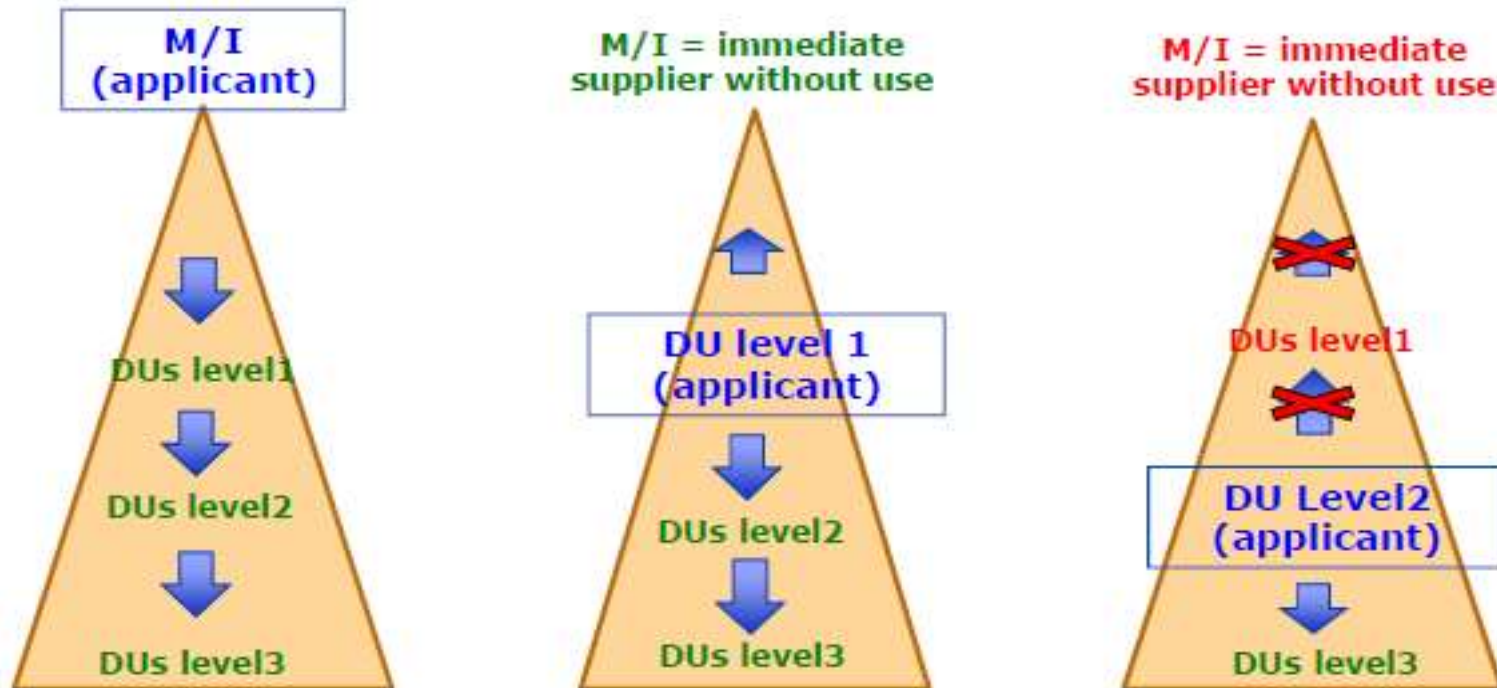 M/I
(applicant)
DUs level1
DUs level2
DUs level3
M/I = immediate
supplier without use
DU level 1
(applicant)
DUs level2
DUs level3
M/I = immediate
supplier without use
DUs level1
DU Level2
(applicant)
DUs level3